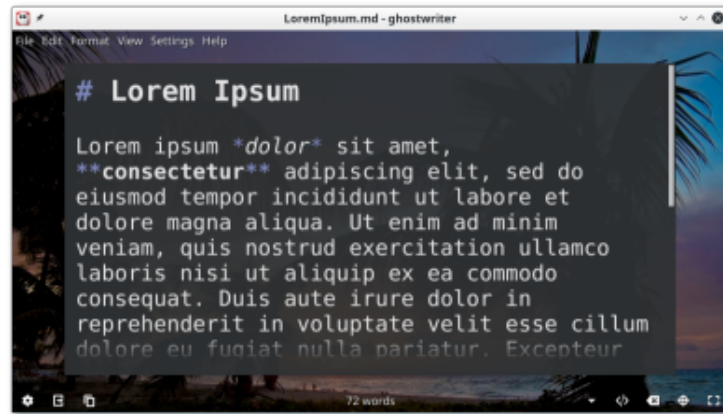 LoremIpsum.md - ghostwriter
File Edit Format View Settings Help
# Lorem Ipsum
Lorem ipsum *dolor* sit amet,
**consectetur** adipiscing elit, sed do
eiusmod tempor incididunt ut labore et
dolore magna aliqua. Ut enim ad minim
veniam, quis nostrud exercitation ullamco
laboris nisi ut aliquip ex ea commodo
consequat. Duis aute irure dolor in
reprehenderit in voluptate velit esse cillum
dolore eu fugiat nulla pariatur. Excepteur
72 words